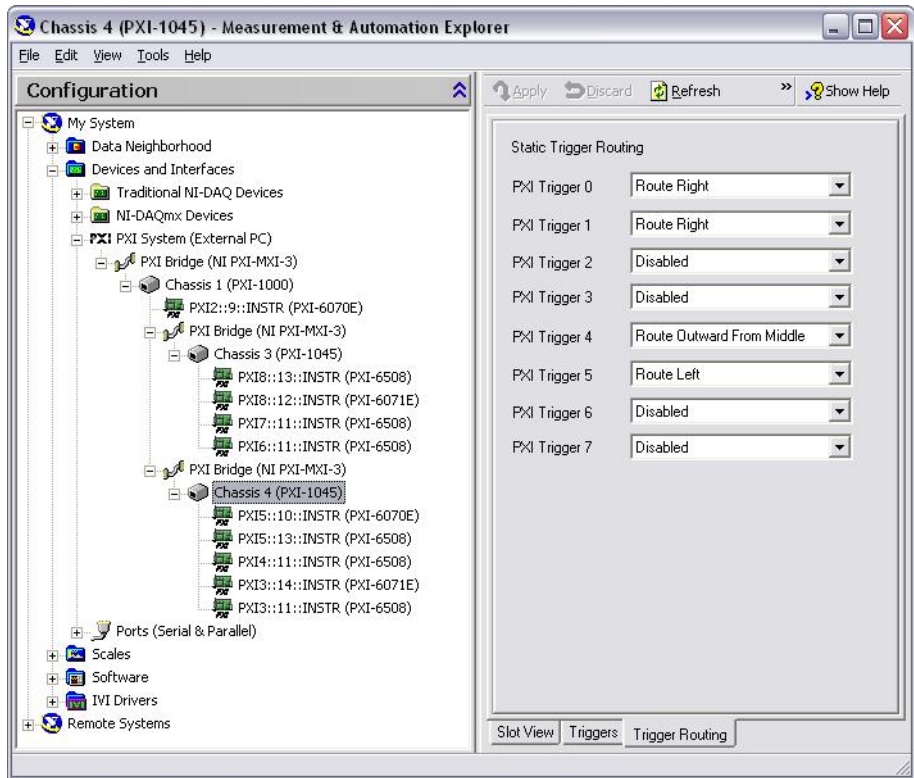 Chassis 4 (PXI-1045) - Measurement & Automation Explorer
File Edit View Tools Help
Configuration
My System
Data Neighborhood
Devices and Interfaces
Traditional NI-DAQ Devices
NI-DAQmx Devices
PXI PXI System (External PC)
PXI Bridge (NI PXI-MXI-3)
Chassis 1 (PXI-1000)
PXI2::9::INSTR (PXI-6070E)
PXI Bridge (NI PXI-MXI-3)
Chassis 3 (PXI-1045)
PXI8::13::INSTR (PXI-6508)
PXI8::12::INSTR (PXI-6071E)
PXI7::11::INSTR (PXI-6508)
PXI6::11::INSTR (PXI-6508)
PXI Bridge (NI PXI-MXI-3)
Chassis 4 (PXI-1045)
PXI5::10::INSTR (PXI-6070E)
PXI5::13::INSTR (PXI-6508)
PXI4::11::INSTR (PXI-6508)
PXI3::14::INSTR (PXI-6071E)
PXI3::11::INSTR (PXI-6508)
Ports (Serial & Parallel)
Scales
Software
IVI Drivers
Remote Systems
Apply Discard Refresh » Show Help
Static Trigger Routing
PXI Trigger 0 Route Right
PXI Trigger 1 Route Right
PXI Trigger 2 Disabled
PXI Trigger 3 Disabled
PXI Trigger 4 Route Outward From Middle
PXI Trigger 5 Route Left
PXI Trigger 6 Disabled
PXI Trigger 7 Disabled
Slot View Triggers Trigger Routing